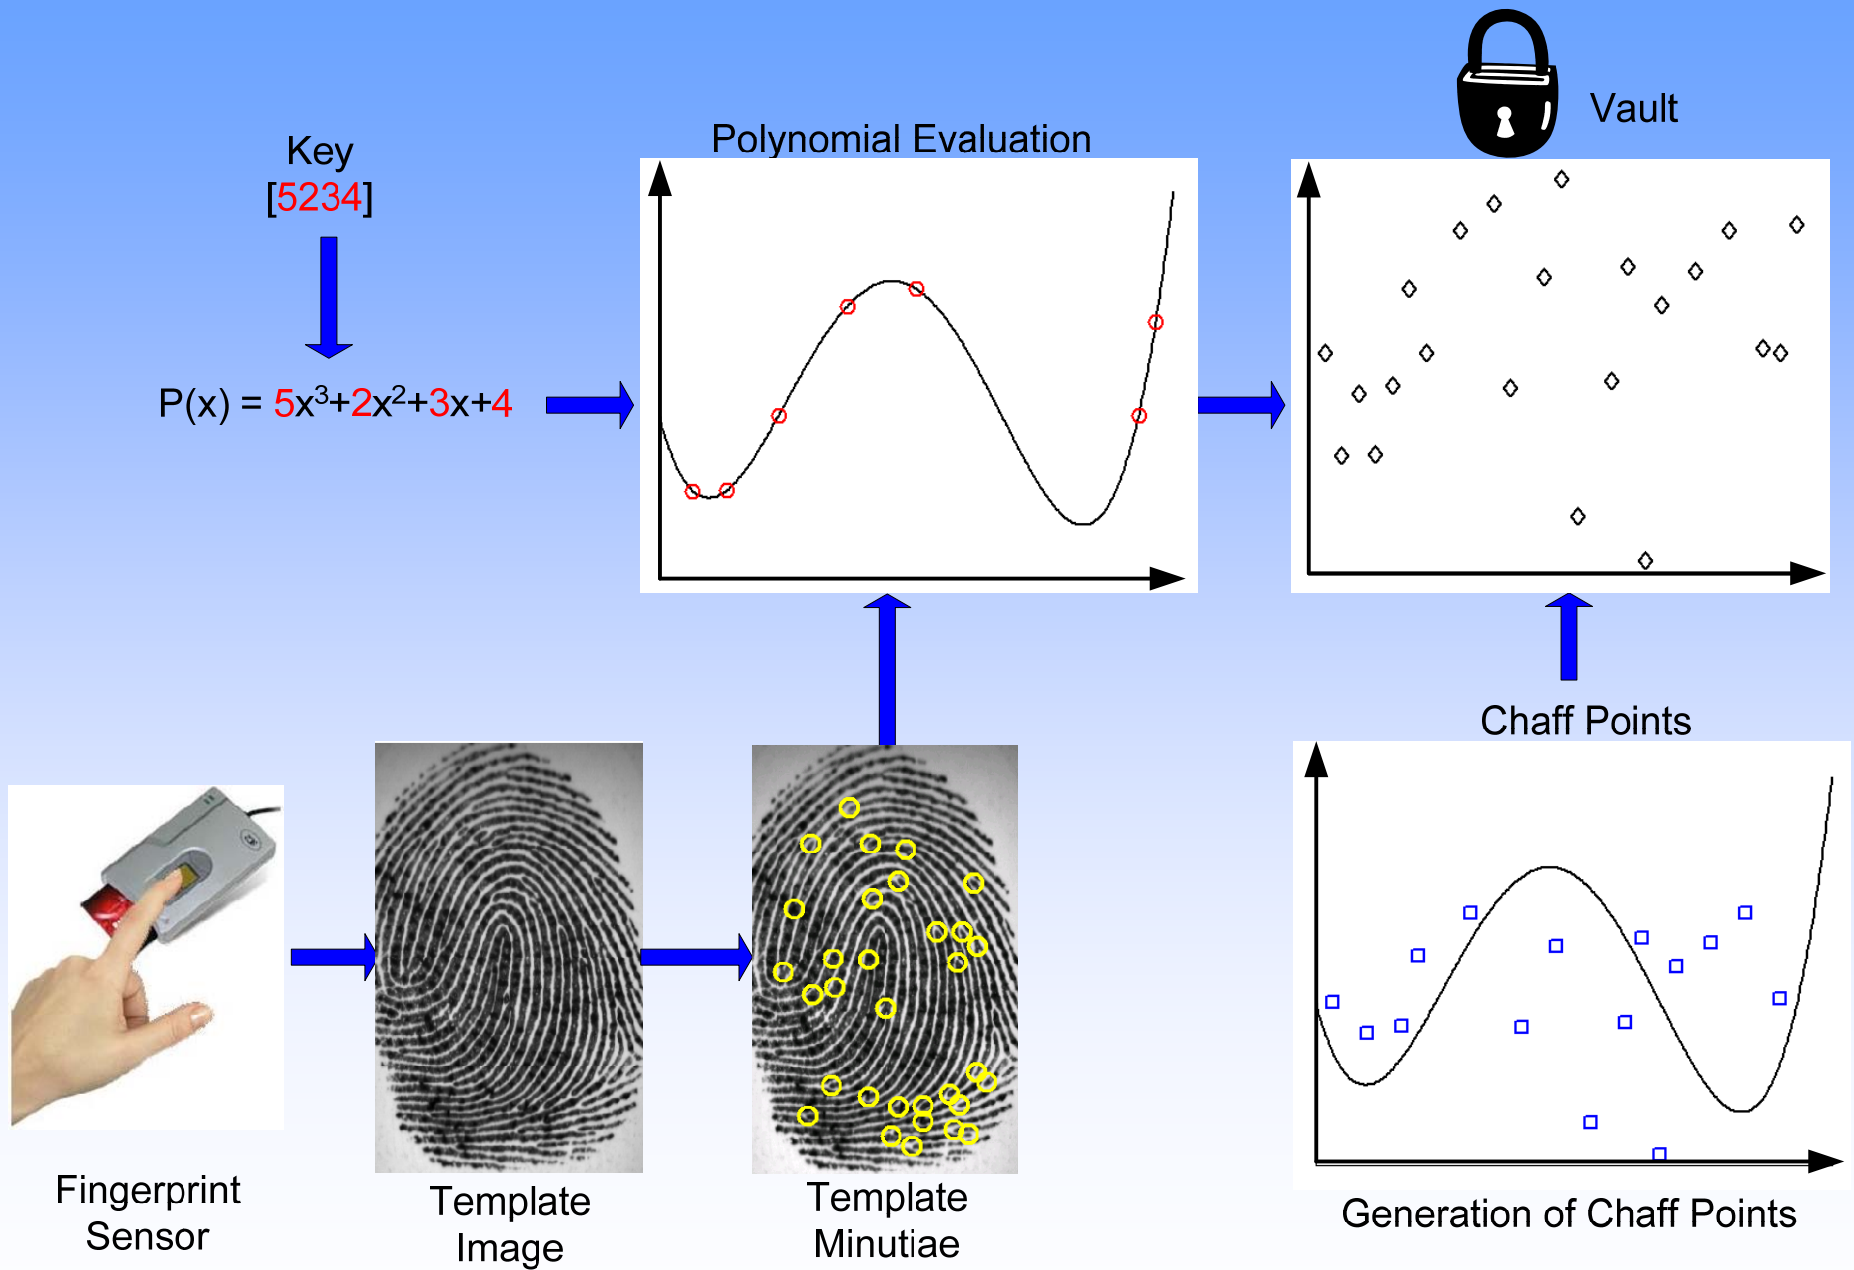 Vault
Polynomial Evaluation
Key
[5234]
P(x) = 5x³+2x²+3x+4
Chaff Points
Fingerprint
Sensor
Template
Image
Template
Minutiae
Generation of Chaff Points